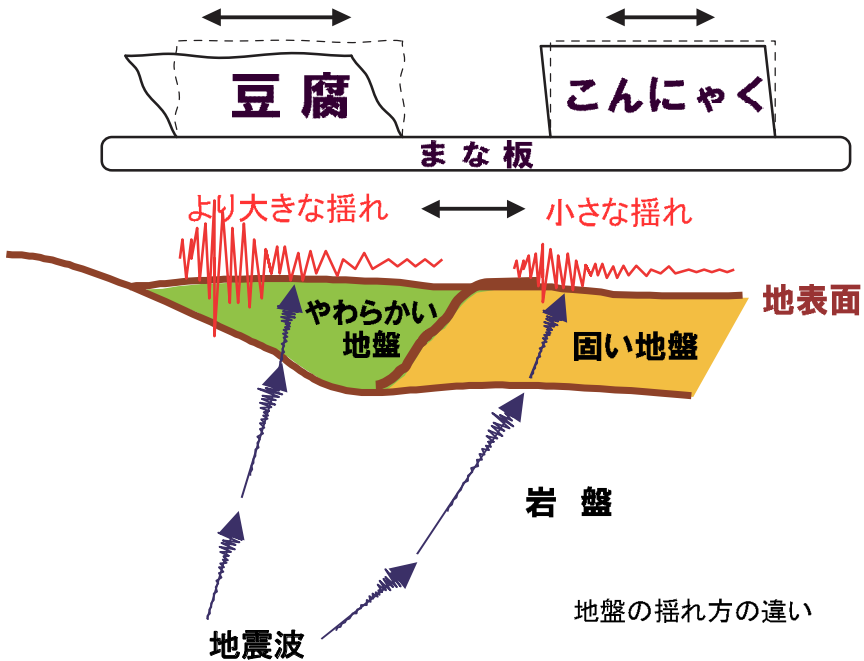 豆腐
こんにゃく
まな板
より大きな揺れ
小さな揺れ
地表面
やわらかい
地盤
固い地盤
岩盤
地盤の揺れ方の違い
地震波